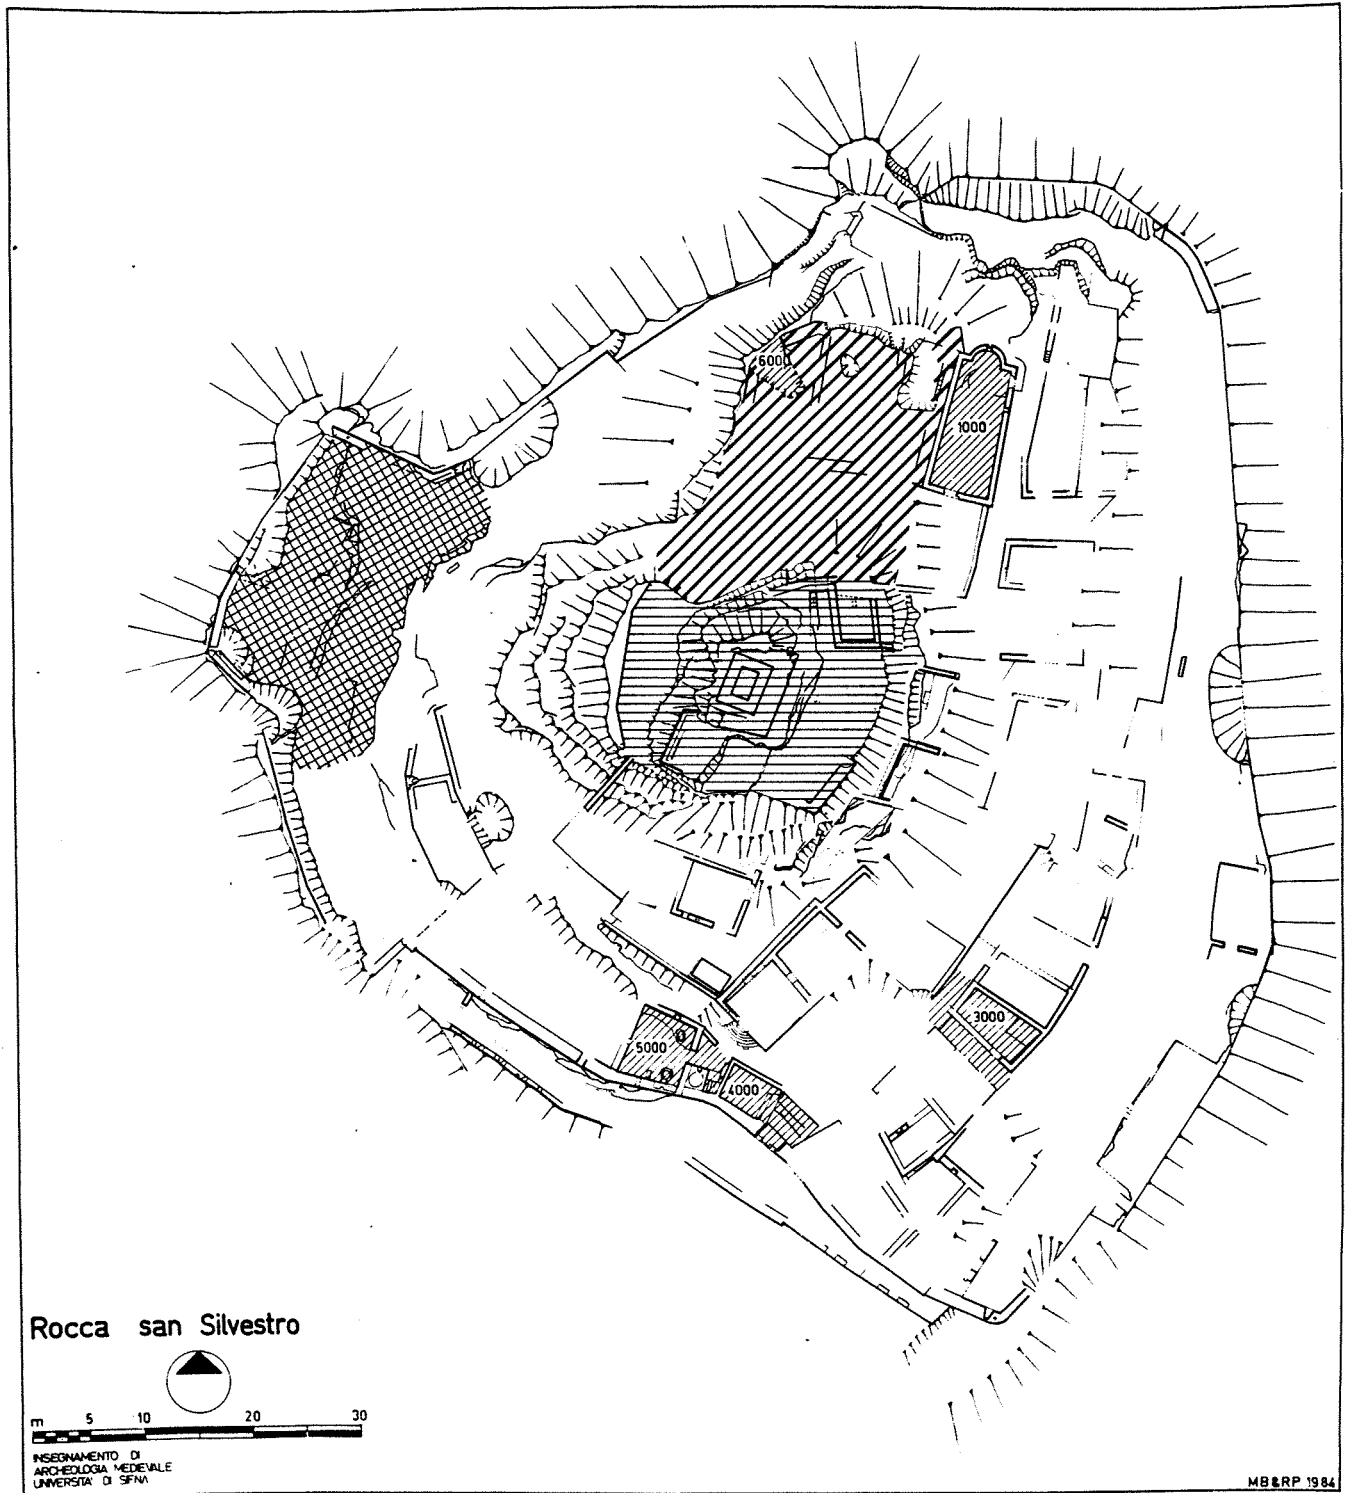 6000
1000
3000
5000
4000
Rocca san Silvestro
m 5 10 20 30
INSEGNAMENTO DI
ARCHEOLOGIA MEDIEVALE
UNIVERSITA' DI SIENA
MB&RP 1984